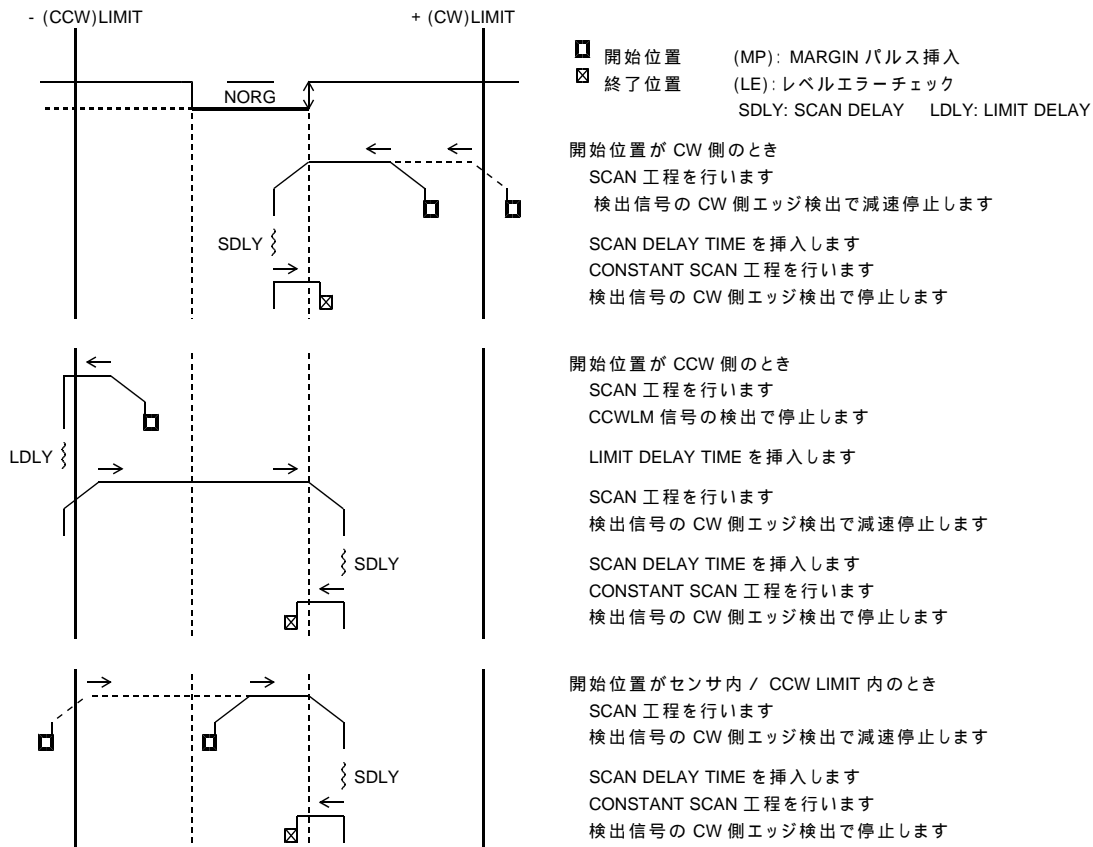 - (CCW)LIMIT
+ (CW)LIMIT
NORG
開始位置 (MP): MARGIN パルス挿入
終了位置 (LE):レベルエラーチェック
SDLY: SCAN DELAY LDLY: LIMIT DELAY
開始位置が CW 側のとき
SCAN 工程を行います
検出信号の CW 側エッジ検出で減速停止します
SDLY
SCAN DELAY TIME を挿入します
CONSTANT SCAN 工程を行います
検出信号の CW 側エッジ検出で停止します
開始位置が CCW 側のとき
SCAN 工程を行います
CCWLM 信号の検出で停止します
LDLY
LIMIT DELAY TIME を挿入します
SCAN 工程を行います
検出信号の CW 側エッジ検出で減速停止します
SDLY
SCAN DELAY TIME を挿入します
CONSTANT SCAN 工程を行います
検出信号の CW 側エッジ検出で停止します
開始位置がセンサ内 / CCW LIMIT 内のとき
SCAN 工程を行います
検出信号の CW 側エッジ検出で減速停止します
SDLY
SCAN DELAY TIME を挿入します
CONSTANT SCAN 工程を行います
検出信号の CW 側エッジ検出で停止します